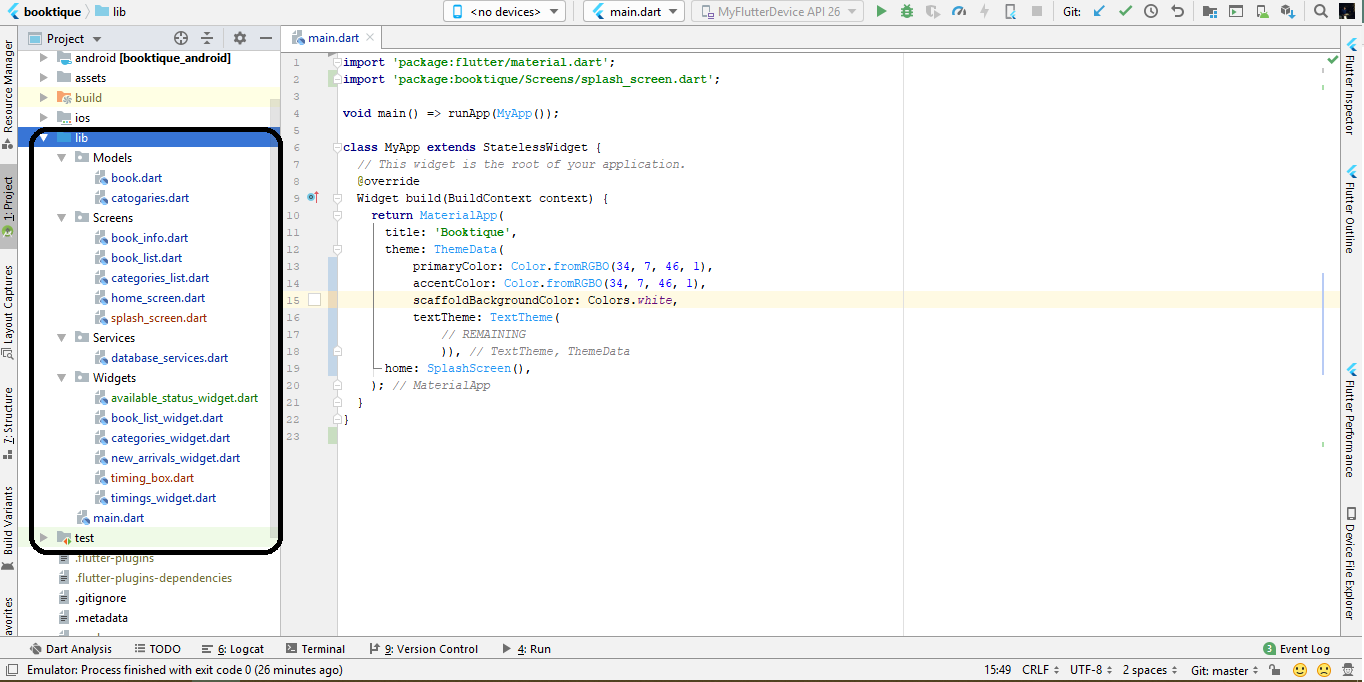 booktique lib <no devices> main.dart MyFlutterDevice API 26 Git:
Project main.dart
Resource Manager
1: Project
Layout Captures
7: Structure
Build Variants
avorites
android [booktique_android]
assets
build
ios
lib
Models
book.dart
catogaries.dart
Screens
book_info.dart
book_list.dart
categories_list.dart
home_screen.dart
splash_screen.dart
Services
database_services.dart
Widgets
available_status_widget.dart
book_list_widget.dart
categories_widget.dart
new_arrivals_widget.dart
timing_box.dart
timings_widget.dart
main.dart
test
.flutter-plugins
.flutter-plugins-dependencies
.gitignore
.metadata
1 import 'package:flutter/material.dart';
2 import 'package:booktique/Screens/splash_screen.dart';
3
4 void main() => runApp(MyApp());
5
6 class MyApp extends StatelessWidget {
7 // This widget is the root of your application.
8 @override
9 Widget build(BuildContext context) {
10 return MaterialApp(
11 title: 'Booktique',
12 theme: ThemeData(
13 primaryColor: Color.fromRGBO(34, 7, 46, 1),
14 accentColor: Color.fromRGBO(34, 7, 46, 1),
15 scaffoldBackgroundColor: Colors.white,
16 textTheme: TextTheme(
17 // REMAINING
18 )), // TextTheme, ThemeData
19 home: SplashScreen(),
20 ); // MaterialApp
21 }
22 }
23
Flutter Inspector
Flutter Outline
Flutter Performance
Device File Explorer
Dart Analysis TODO 6: Logcat Terminal 9: Version Control 4: Run 3 Event Log
Emulator: Process finished with exit code 0 (26 minutes ago) 15:49 CRLF UTF-8 2 spaces Git: master